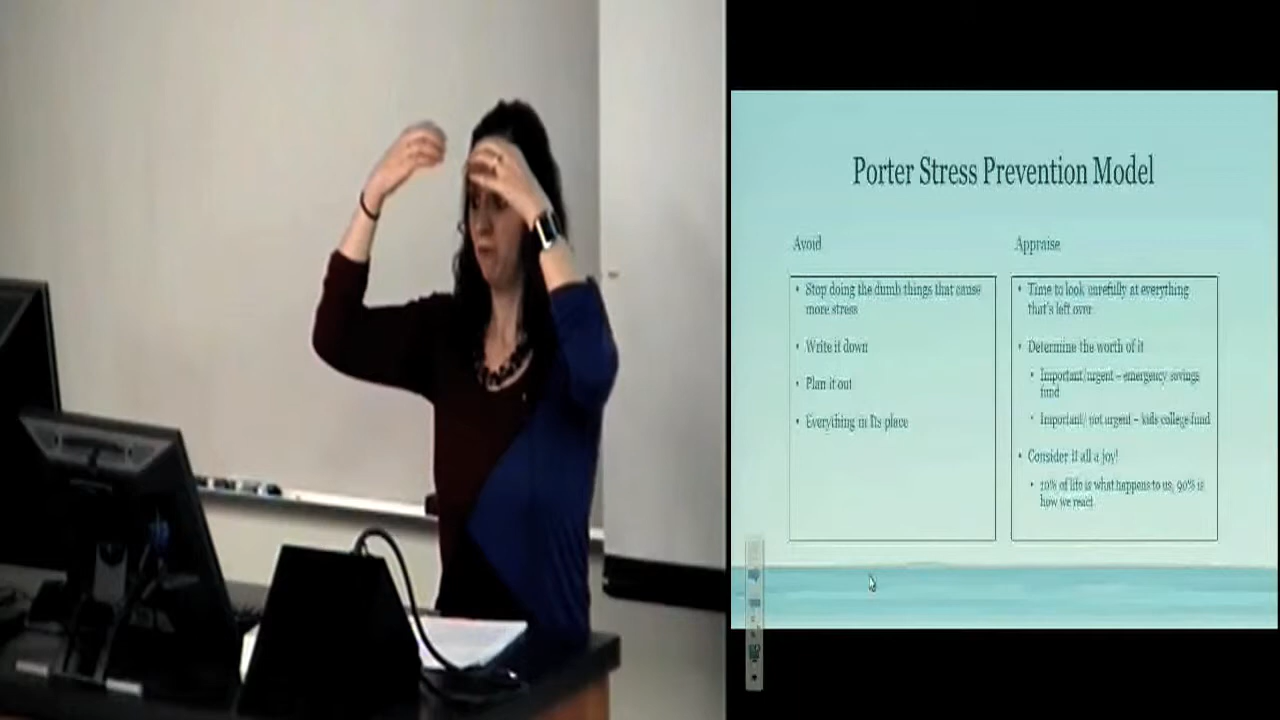 Porter Stress Prevention Model
Avoid
• Stop doing the dumb things that cause
more stress
• Write it down
• Plan it out
• Everything in Its place
Appraise
• Time to look carefully at everything
that's left over
• Determine the worth of it
• Important/urgent – emergency savings
fund
• Important/ not urgent – kids college fund
• Consider it all a joy!
• 10% of life is what happens to us, 90% is
how we react